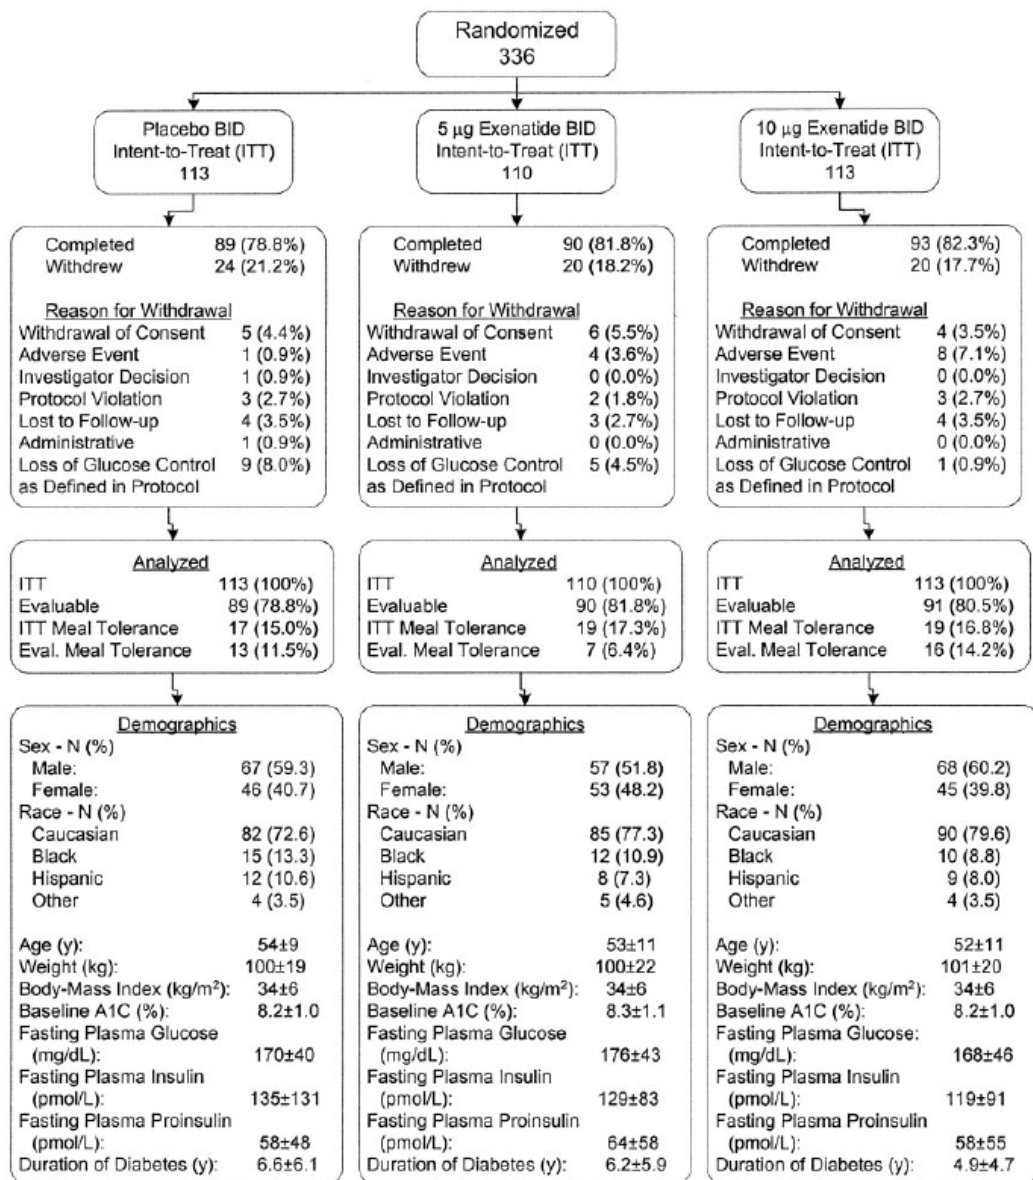 Randomized
336
Placebo BID
Intent-to-Treat (ITT)
113
5 µg Exenatide BID
Intent-to-Treat (ITT)
110
10 µg Exenatide BID
Intent-to-Treat (ITT)
113
Completed 89 (78.8%)
Withdrew 24 (21.2%)
Reason for Withdrawal
Withdrawal of Consent 5 (4.4%)
Adverse Event 1 (0.9%)
Investigator Decision 1 (0.9%)
Protocol Violation 3 (2.7%)
Lost to Follow-up 4 (3.5%)
Administrative 1 (0.9%)
Loss of Glucose Control 9 (8.0%)
as Defined in Protocol
Completed 90 (81.8%)
Withdrew 20 (18.2%)
Reason for Withdrawal
Withdrawal of Consent 6 (5.5%)
Adverse Event 4 (3.6%)
Investigator Decision 0 (0.0%)
Protocol Violation 2 (1.8%)
Lost to Follow-up 3 (2.7%)
Administrative 0 (0.0%)
Loss of Glucose Control 5 (4.5%)
as Defined in Protocol
Completed 93 (82.3%)
Withdrew 20 (17.7%)
Reason for Withdrawal
Withdrawal of Consent 4 (3.5%)
Adverse Event 8 (7.1%)
Investigator Decision 0 (0.0%)
Protocol Violation 3 (2.7%)
Lost to Follow-up 4 (3.5%)
Administrative 0 (0.0%)
Loss of Glucose Control 1 (0.9%)
as Defined in Protocol
Analyzed
ITT 113 (100%)
Evaluable 89 (78.8%)
ITT Meal Tolerance 17 (15.0%)
Eval. Meal Tolerance 13 (11.5%)
Analyzed
ITT 110 (100%)
Evaluable 90 (81.8%)
ITT Meal Tolerance 19 (17.3%)
Eval. Meal Tolerance 7 (6.4%)
Analyzed
ITT 113 (100%)
Evaluable 91 (80.5%)
ITT Meal Tolerance 19 (16.8%)
Eval. Meal Tolerance 16 (14.2%)
Demographics
Sex - N (%)
Male: 67 (59.3)
Female: 46 (40.7)
Race - N (%)
Caucasian 82 (72.6)
Black 15 (13.3)
Hispanic 12 (10.6)
Other 4 (3.5)
Age (y): 54±9
Weight (kg): 100±19
Body-Mass Index (kg/m²): 34±6
Baseline A1C (%): 8.2±1.0
Fasting Plasma Glucose
(mg/dL): 170±40
Fasting Plasma Insulin
(pmol/L): 135±131
Fasting Plasma Proinsulin
(pmol/L): 58±48
Duration of Diabetes (y): 6.6±6.1
Demographics
Sex - N (%)
Male: 57 (51.8)
Female: 53 (48.2)
Race - N (%)
Caucasian 85 (77.3)
Black 12 (10.9)
Hispanic 8 (7.3)
Other 5 (4.6)
Age (y): 53±11
Weight (kg): 100±22
Body-Mass Index (kg/m²): 34±6
Baseline A1C (%): 8.3±1.1
Fasting Plasma Glucose
(mg/dL): 176±43
Fasting Plasma Insulin
(pmol/L): 129±83
Fasting Plasma Proinsulin
(pmol/L): 64±58
Duration of Diabetes (y): 6.2±5.9
Demographics
Sex - N (%)
Male: 68 (60.2)
Female: 45 (39.8)
Race - N (%)
Caucasian 90 (79.6)
Black 10 (8.8)
Hispanic 9 (8.0)
Other 4 (3.5)
Age (y): 52±11
Weight (kg): 101±20
Body-Mass Index (kg/m²): 34±6
Baseline A1C (%): 8.2±1.0
Fasting Plasma Glucose:
(mg/dL): 168±46
Fasting Plasma Insulin
(pmol/L): 119±91
Fasting Plasma Proinsulin
(pmol/L): 58±55
Duration of Diabetes (y): 4.9±4.7